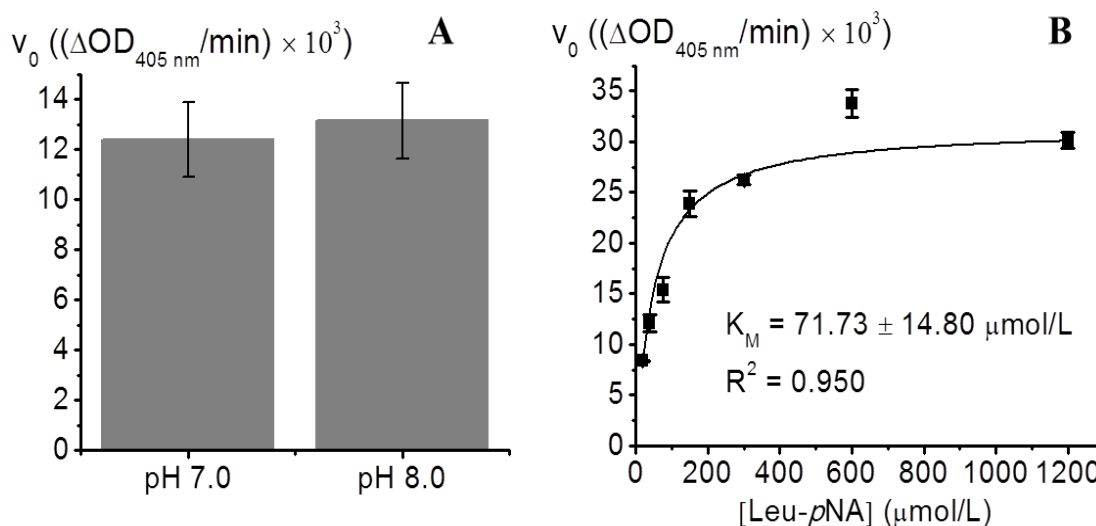 v₀ ((ΔOD₄₀₅ ₙₘ/min) × 10³)
A
14
12
10
8
6
4
2
0
pH 7.0
pH 8.0
v₀ ((ΔOD₄₀₅ ₙₘ/min) × 10³)
B
35
30
25
20
15
10
5
0
K_M = 71.73 ± 14.80 μmol/L
R² = 0.950
0 200 400 600 800 1000 1200
[Leu-pNA] (μmol/L)